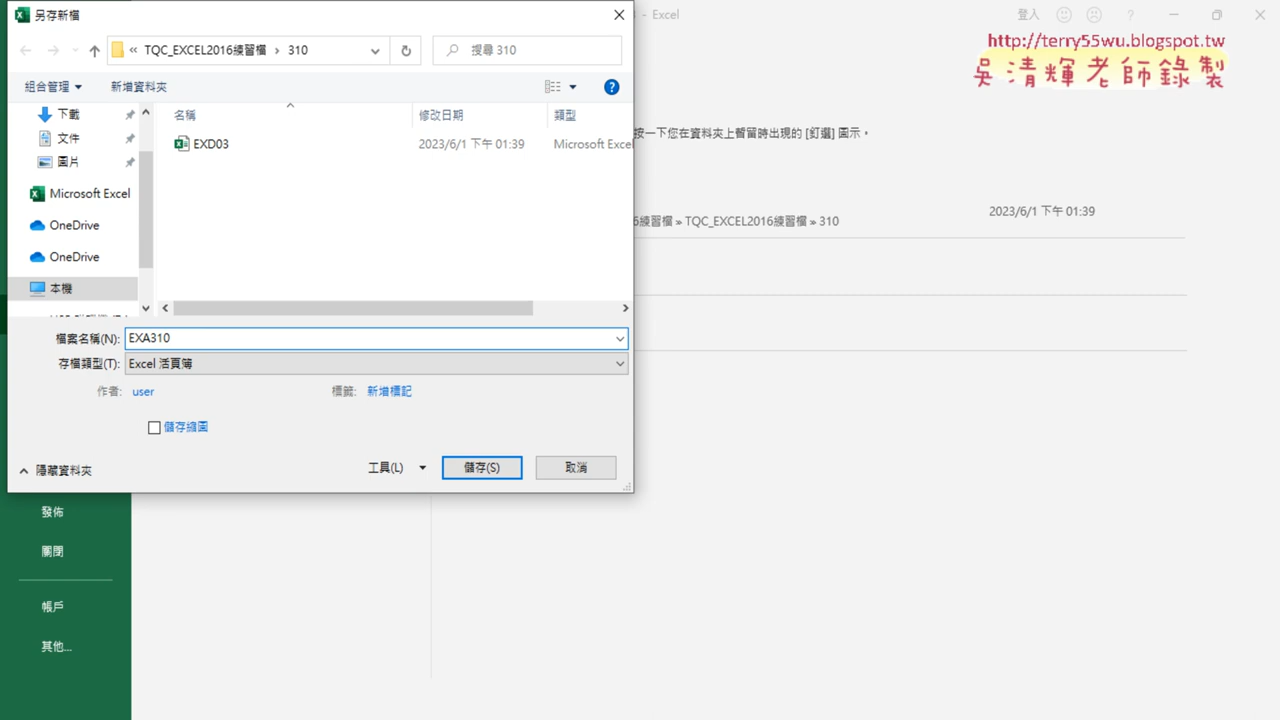 另存新檔
- Excel
登入
http://terry55wu.blogspot.tw
吳清輝老師錄製
« TQC_EXCEL2016練習檔 › 310
搜尋 310
組合管理
新增資料夾
名稱
修改日期
類型
下載
文件
圖片
Microsoft Excel
OneDrive
OneDrive
本機
EXD03
2023/6/1 下午 01:39
Microsoft Excel
按一下您在資料夾上暫留時出現的 [釘選] 圖示。
6練習檔 » TQC_EXCEL2016練習檔 » 310
2023/6/1 下午 01:39
檔案名稱(N): EXA310
存檔類型(T): Excel 活頁簿
作者: user
標籤: 新增標記
儲存縮圖
隱藏資料夾
工具(L)
儲存(S)
取消
發佈
關閉
帳戶
其他...